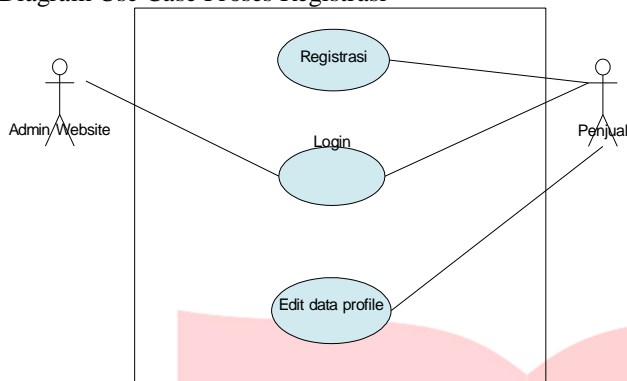 Diagram Use Case Proses Registrasi
Registrasi
Admin Website
Penjual
Login
Edit data profile